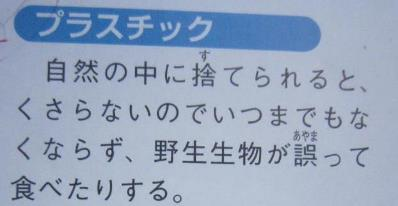 プラスチック
自然の中に捨てられると、
くさらないのでいつまでもな
くならず、野生生物が誤って
食べたりする。